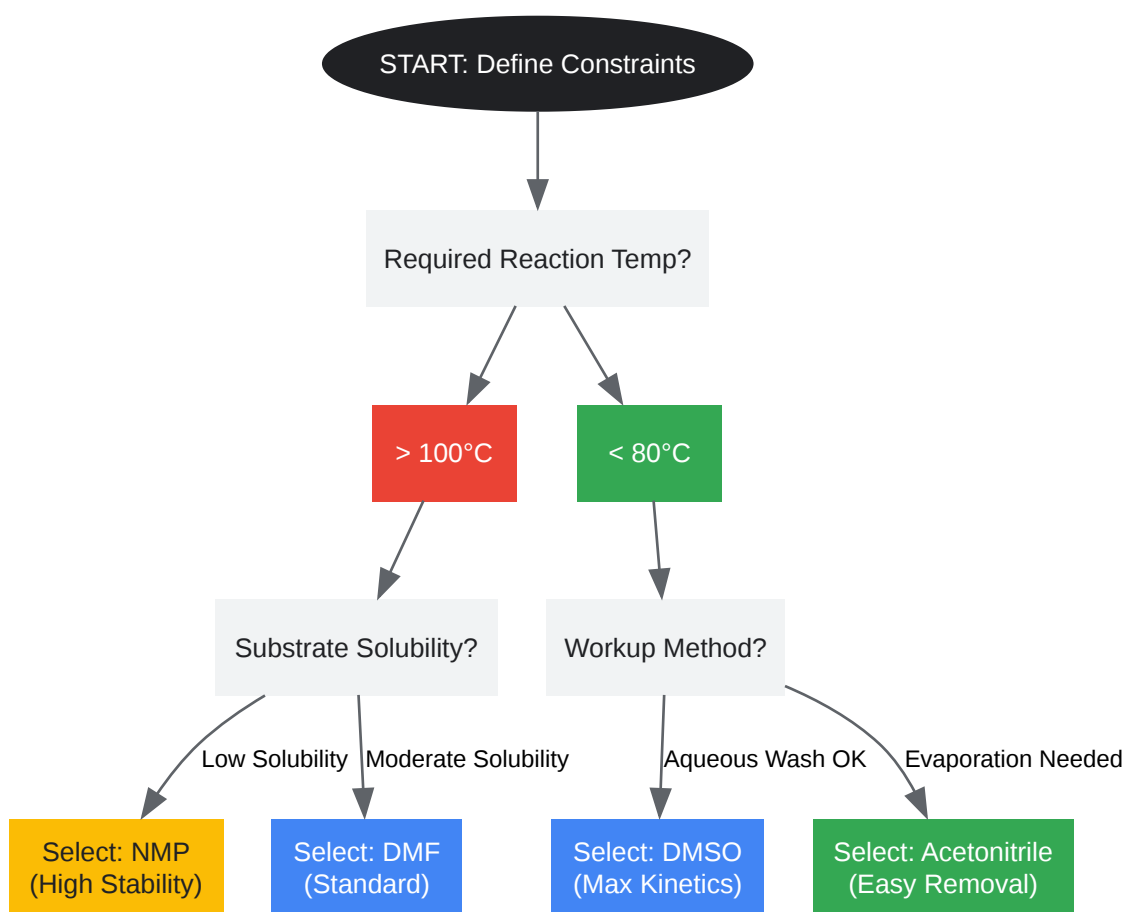 START: Define Constraints
Required Reaction Temp?
> 100°C
< 80°C
Substrate Solubility?
Workup Method?
Low Solubility
Moderate Solubility
Aqueous Wash OK
Evaporation Needed
Select: NMP
(High Stability)
Select: DMF
(Standard)
Select: DMSO
(Max Kinetics)
Select: Acetonitrile
(Easy Removal)